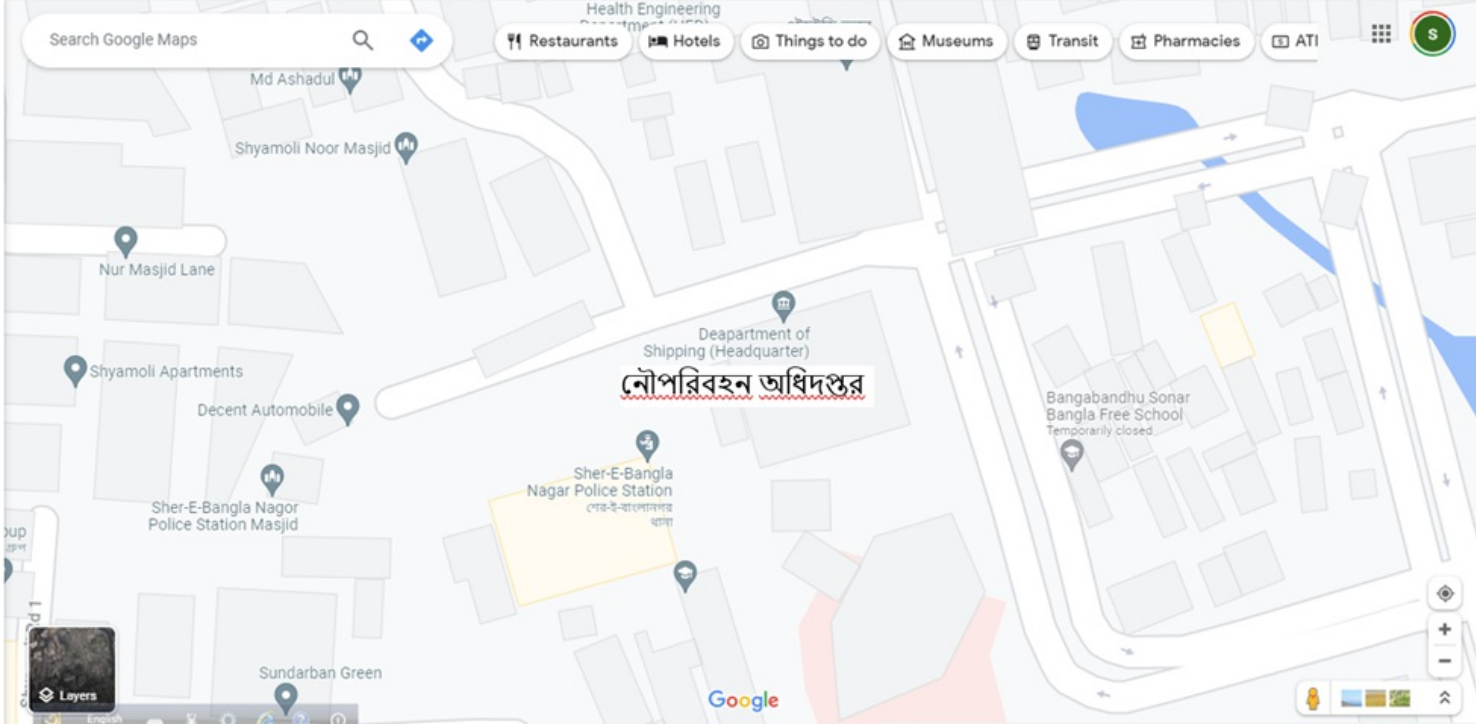 Health Engineering
Search Google Maps
Restaurants
Hotels
Things to do
Museums
Transit
Pharmacies
S
Md Ashadul
Shyamoli Noor Masjid
Nur Masjid Lane
Deapartment of
Shipping (Headquarter)
নৌপরিবহন অধিদপ্তর
Shyamoli Apartments
Decent Automobile
Bangabandhu Sonar
Bangla Free School
Temporarily closed
Sher-E-Bangla
Nagar Police Station
শের-ই-বাংলানগর
থানা
Sher-E-Bangla Nagor
Police Station Masjid
Sundarban Green
Layers
Google
English